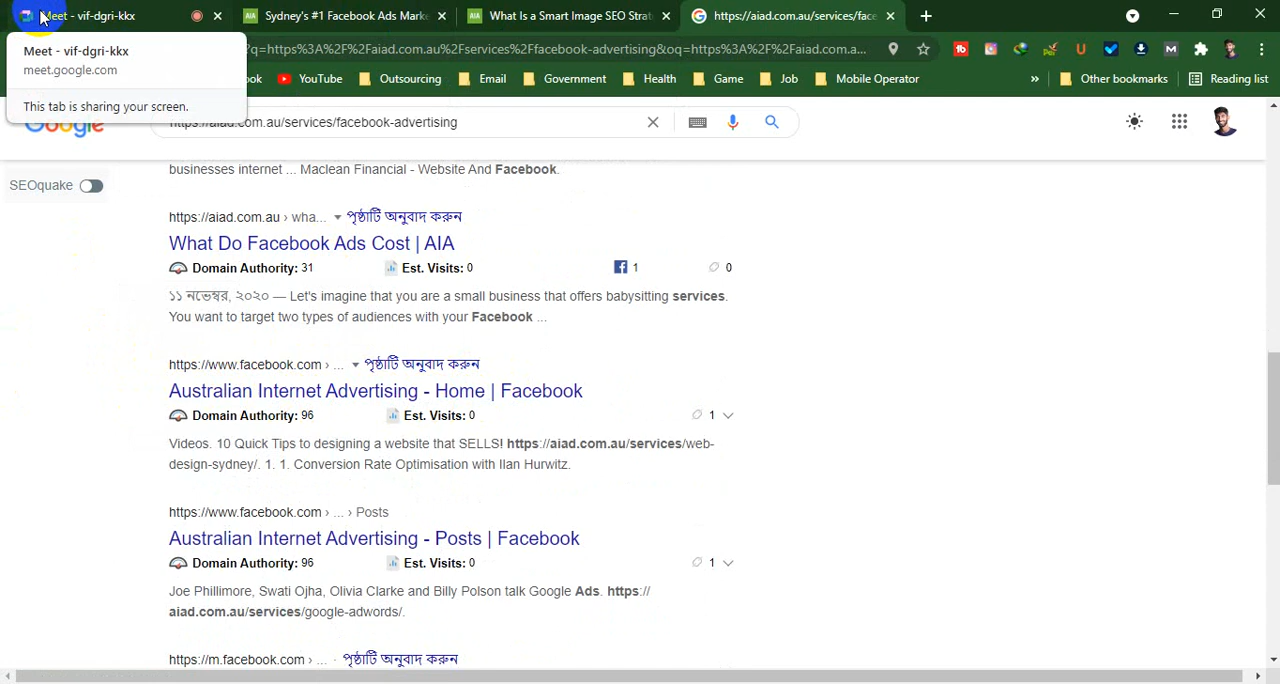 Meet - vif-dgri-kkx
Sydney's #1 Facebook Ads Marke
What Is a Smart Image SEO Strat
https://aiad.com.au/services/face
?q=https%3A%2F%2Faiad.com.au%2Fservices%2Ffacebook-advertising&oq=https%3A%2F%2Faiad.com.a...
Meet - vif-dgri-kkx
meet.google.com
This tab is sharing your screen.
ok
YouTube
Outsourcing
Email
Government
Health
Game
Job
Mobile Operator
»
Other bookmarks
Reading list
Google
https://aiad.com.au/services/facebook-advertising
SEOquake
businesses internet ... Maclean Financial - Website And Facebook.
https://aiad.com.au › wha... পৃষ্ঠাটি অনুবাদ করুন
What Do Facebook Ads Cost | AIA
Domain Authority: 31 Est. Visits: 0 1 0
১১ নভেম্বর, ২০২০ — Let's imagine that you are a small business that offers babysitting services.
You want to target two types of audiences with your Facebook ...
https://www.facebook.com › ... পৃষ্ঠাটি অনুবাদ করুন
Australian Internet Advertising - Home | Facebook
Domain Authority: 96 Est. Visits: 0 1
Videos. 10 Quick Tips to designing a website that SELLS! https://aiad.com.au/services/web-
design-sydney/. 1. 1. Conversion Rate Optimisation with Ilan Hurwitz.
https://www.facebook.com › ... › Posts
Australian Internet Advertising - Posts | Facebook
Domain Authority: 96 Est. Visits: 0 1
Joe Phillimore, Swati Ojha, Olivia Clarke and Billy Polson talk Google Ads. https://
aiad.com.au/services/google-adwords/.
https://m.facebook.com › ... · পৃষ্ঠাটি অনুবাদ করুন